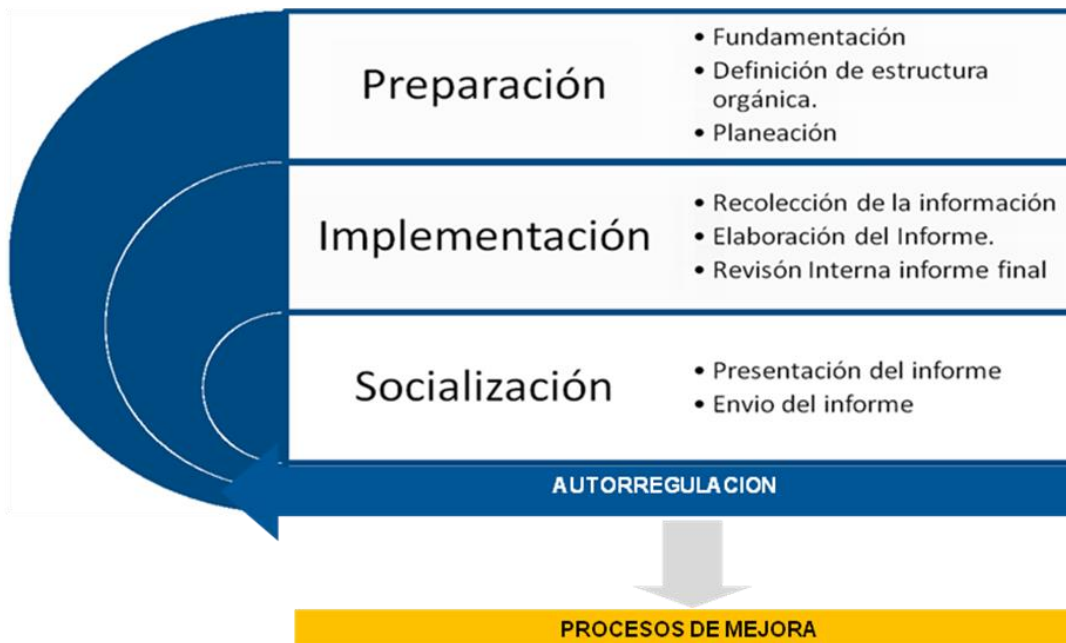 Preparación
• Fundamentación
• Definición de estructura
orgánica.
• Planeación
Implementación
• Recolección de la información
• Elaboración del Informe.
• Revisón Interna informe final
Socialización
• Presentación del informe
• Envio del informe
AUTORREGULACION
PROCESOS DE MEJORA